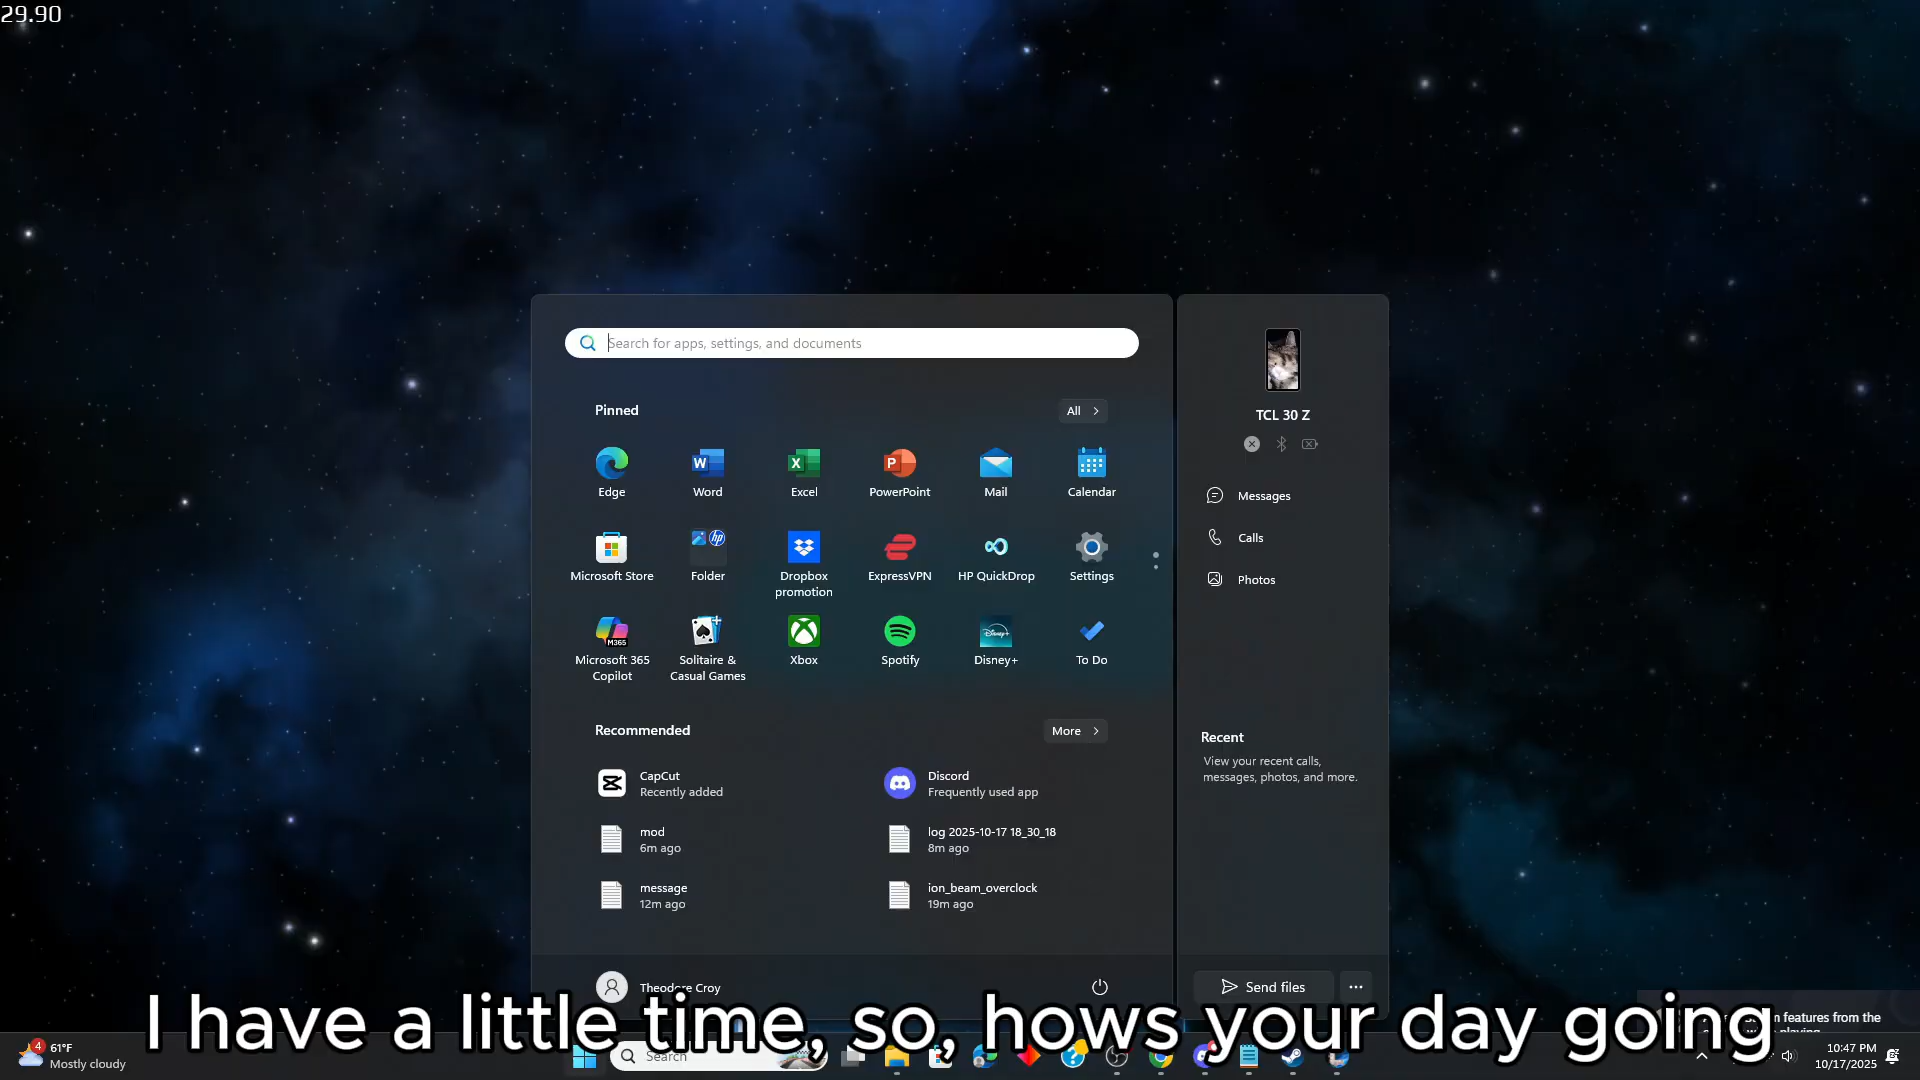 29.90
Search for apps, settings, and documents
Pinned
All
Edge
Word
Excel
PowerPoint
Mail
Calendar
Microsoft Store
Folder
Dropbox promotion
ExpressVPN
HP QuickDrop
Settings
Microsoft 365 Copilot
Solitaire & Casual Games
Xbox
Spotify
Disney+
To Do
Recommended
More
CapCut
Recently added
Discord
Frequently used app
mod
6m ago
log 2025-10-17 18_30_18
8m ago
message
12m ago
ion_beam_overclock
19m ago
Theodore Croy
TCL 30 Z
Messages
Calls
Photos
Recent
View your recent calls,
messages, photos, and more.
Send files
features from the
I have a little time, so, hows your day going
4
61°F
Mostly cloudy
Search
10:47 PM
10/17/2025